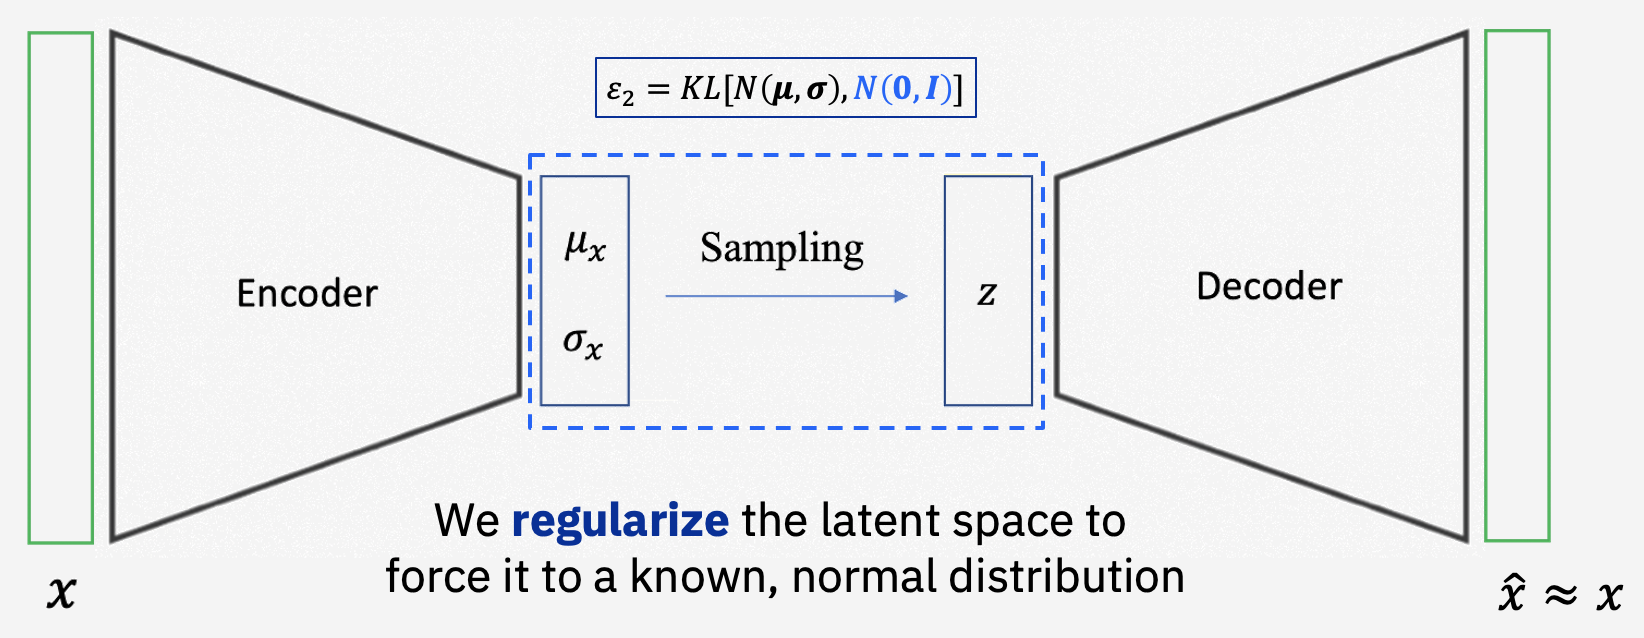 ε₂ = KL[N(μ, σ), N(0, I)]
Encoder
μₓ
σₓ
Sampling
z
Decoder
We regularize the latent space to
force it to a known, normal distribution
x
x̂ ≈ x